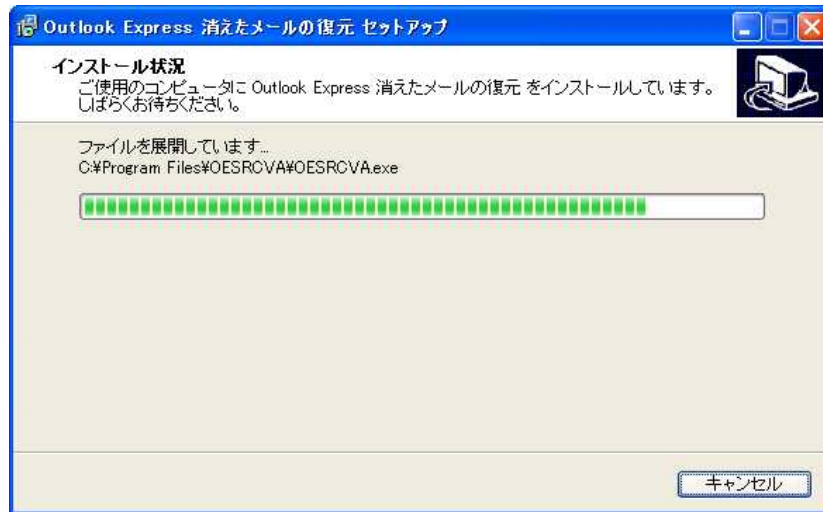 Outlook Express 消えたメールの復元 セットアップ
インストール状況
ご使用のコンピュータに Outlook Express 消えたメールの復元 をインストールしています。
しばらくお待ちください。
ファイルを展開しています...
C:¥Program Files¥OESRCVA¥OESRCVA.exe
キャンセル